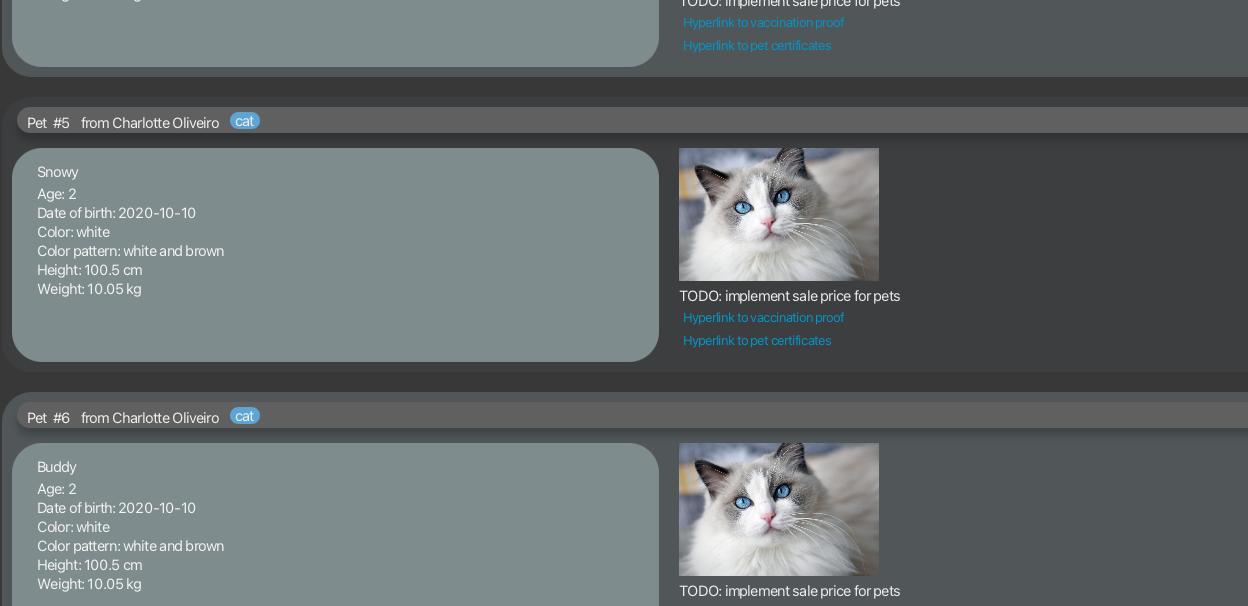 TODO: implement sale price for pets
Hyperlink to vaccination proof
Hyperlink to pet certificates
Pet #5 from Charlotte Oliveiro cat
Snowy
Age: 2
Date of birth: 2020-10-10
Color: white
Color pattern: white and brown
Height: 100.5 cm
Weight: 10.05 kg
TODO: implement sale price for pets
Hyperlink to vaccination proof
Hyperlink to pet certificates
Pet #6 from Charlotte Oliveiro cat
Buddy
Age: 2
Date of birth: 2020-10-10
Color: white
Color pattern: white and brown
Height: 100.5 cm
Weight: 10.05 kg
TODO: implement sale price for pets